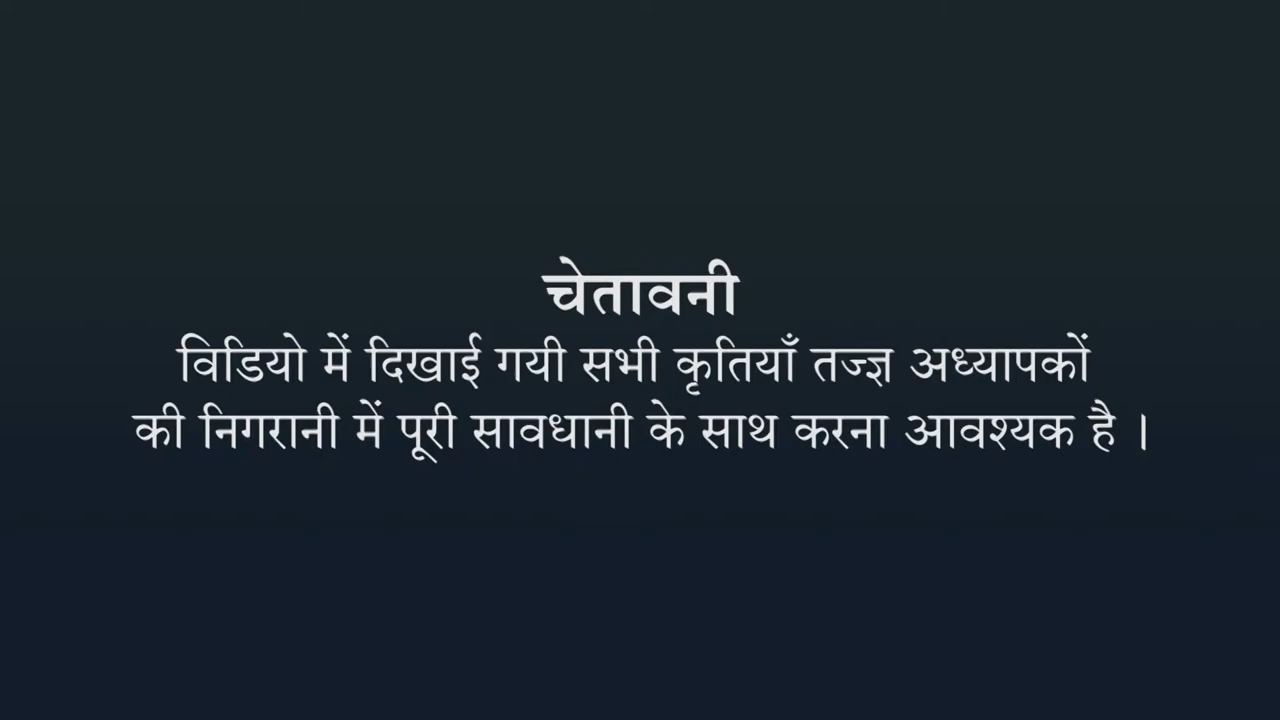 चेतावनी
विडियो में दिखाई गयी सभी कृतियाँ तज्ज्ञ अध्यापकों
की निगरानी में पूरी सावधानी के साथ करना आवश्यक है ।